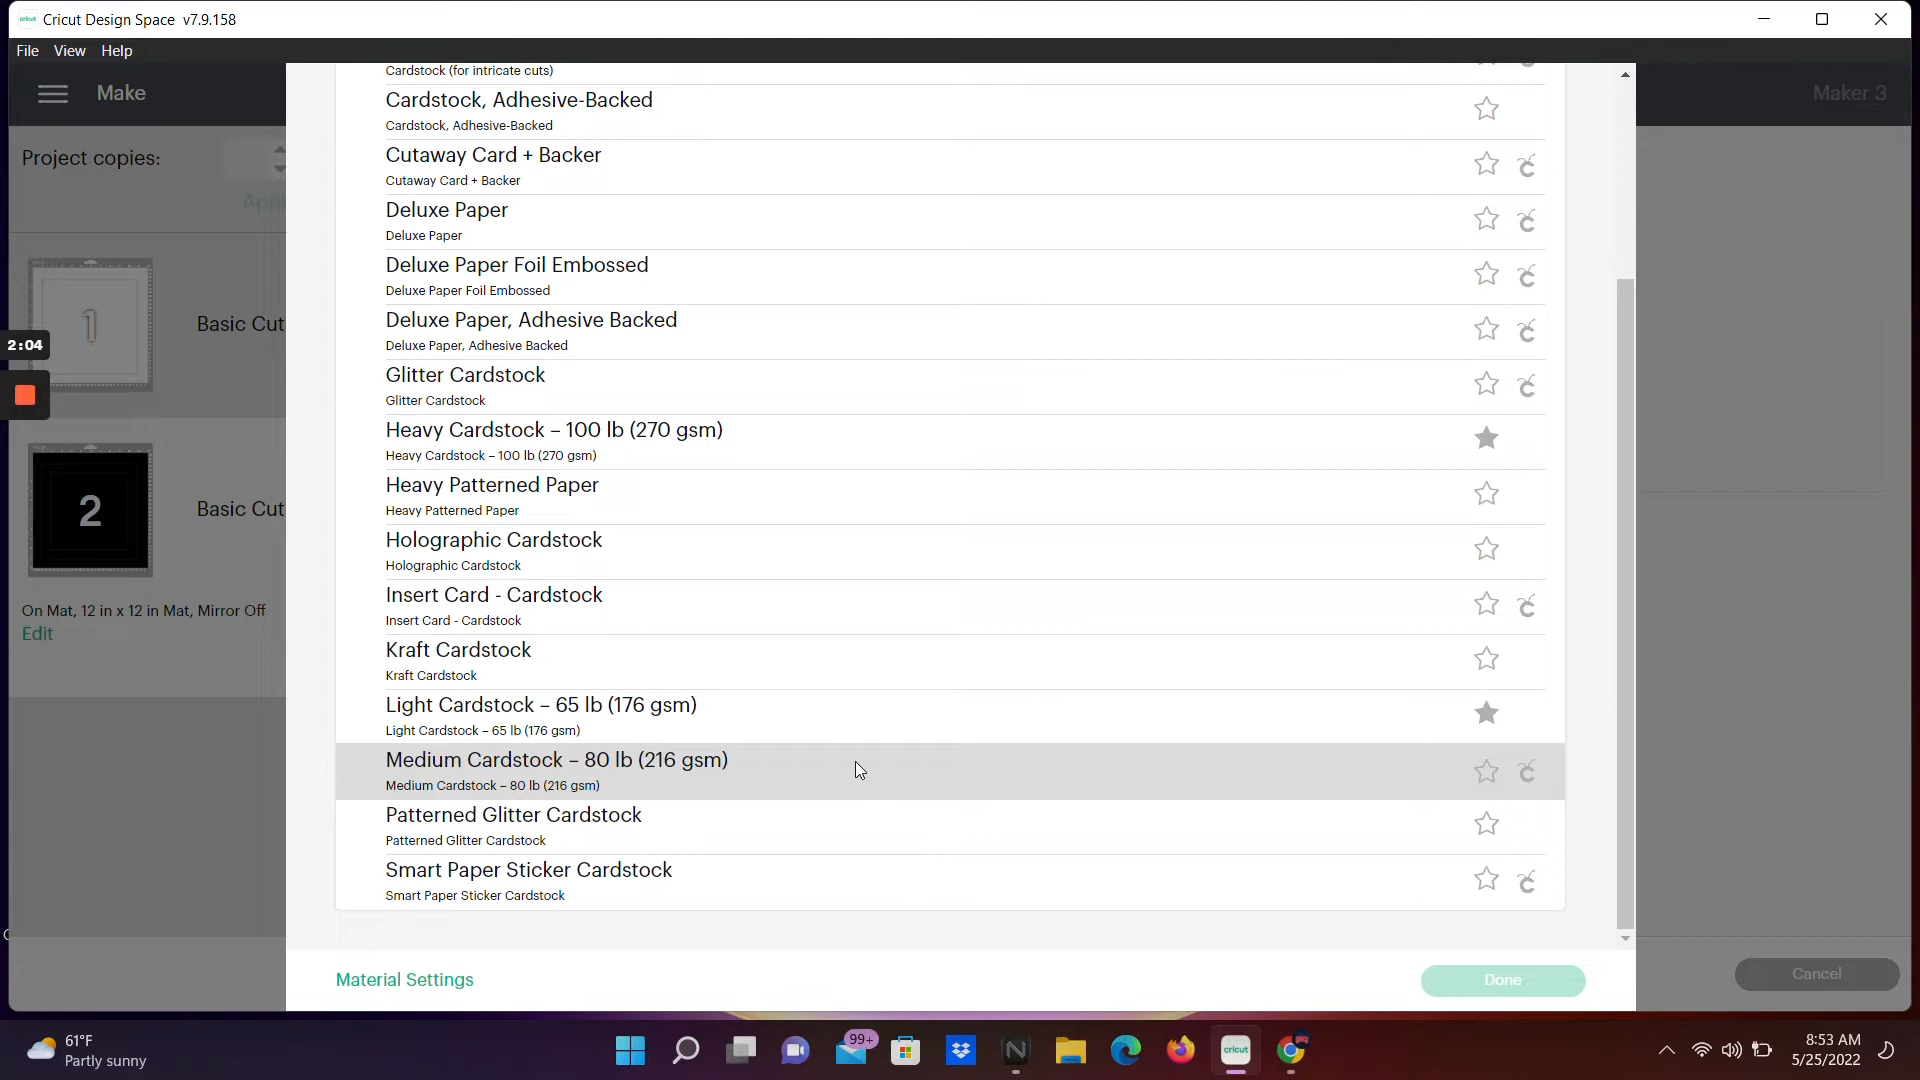 cricut Cricut Design Space v7.9.158
File View Help
Make
Maker 3
Project copies:
Basic Cut
2:04
1
2
Basic Cut
On Mat, 12 in x 12 in Mat, Mirror Off
Edit
Cardstock (for intricate cuts)
Cardstock, Adhesive-Backed
Cardstock, Adhesive-Backed
Cutaway Card + Backer
Cutaway Card + Backer
Deluxe Paper
Deluxe Paper
Deluxe Paper Foil Embossed
Deluxe Paper Foil Embossed
Deluxe Paper, Adhesive Backed
Deluxe Paper, Adhesive Backed
Glitter Cardstock
Glitter Cardstock
Heavy Cardstock – 100 lb (270 gsm)
Heavy Cardstock – 100 lb (270 gsm)
Heavy Patterned Paper
Heavy Patterned Paper
Holographic Cardstock
Holographic Cardstock
Insert Card - Cardstock
Insert Card - Cardstock
Kraft Cardstock
Kraft Cardstock
Light Cardstock – 65 lb (176 gsm)
Light Cardstock – 65 lb (176 gsm)
Medium Cardstock – 80 lb (216 gsm)
Medium Cardstock – 80 lb (216 gsm)
Patterned Glitter Cardstock
Patterned Glitter Cardstock
Smart Paper Sticker Cardstock
Smart Paper Sticker Cardstock
Material Settings
Done
Cancel
61°F
Partly sunny
99+
cricut
8:53 AM
5/25/2022